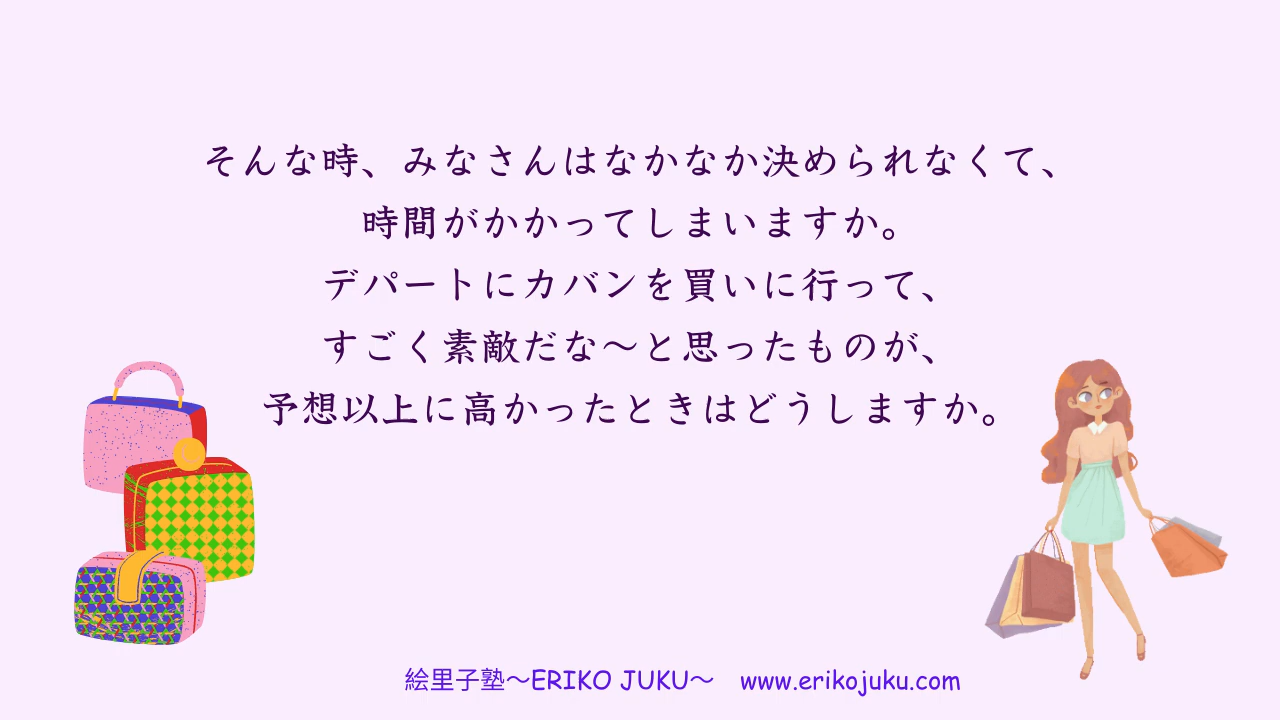 そんな時、みなさんはなかなか決められなくて、
時間がかかってしまいますか。
デパートにカバンを買いに行って、
すごく素敵だな〜と思ったものが、
予想以上に高かったときはどうしますか。
絵里子塾〜ERIKO JUKU〜　www.erikojuku.com